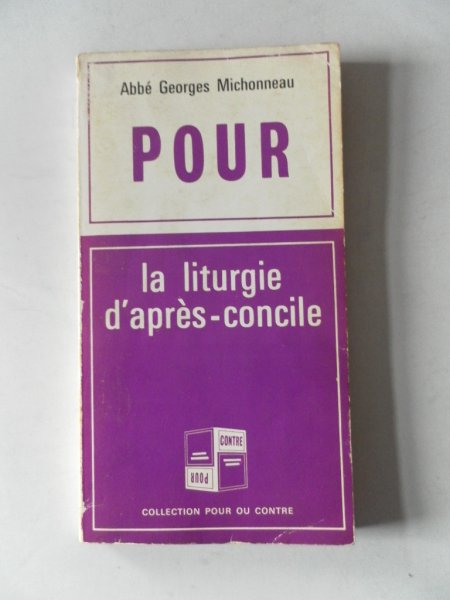 Abbé Georges Michonneau
POUR
la liturgie
d'après-concile
CONTRE
POUR
COLLECTION POUR OU CONTRE